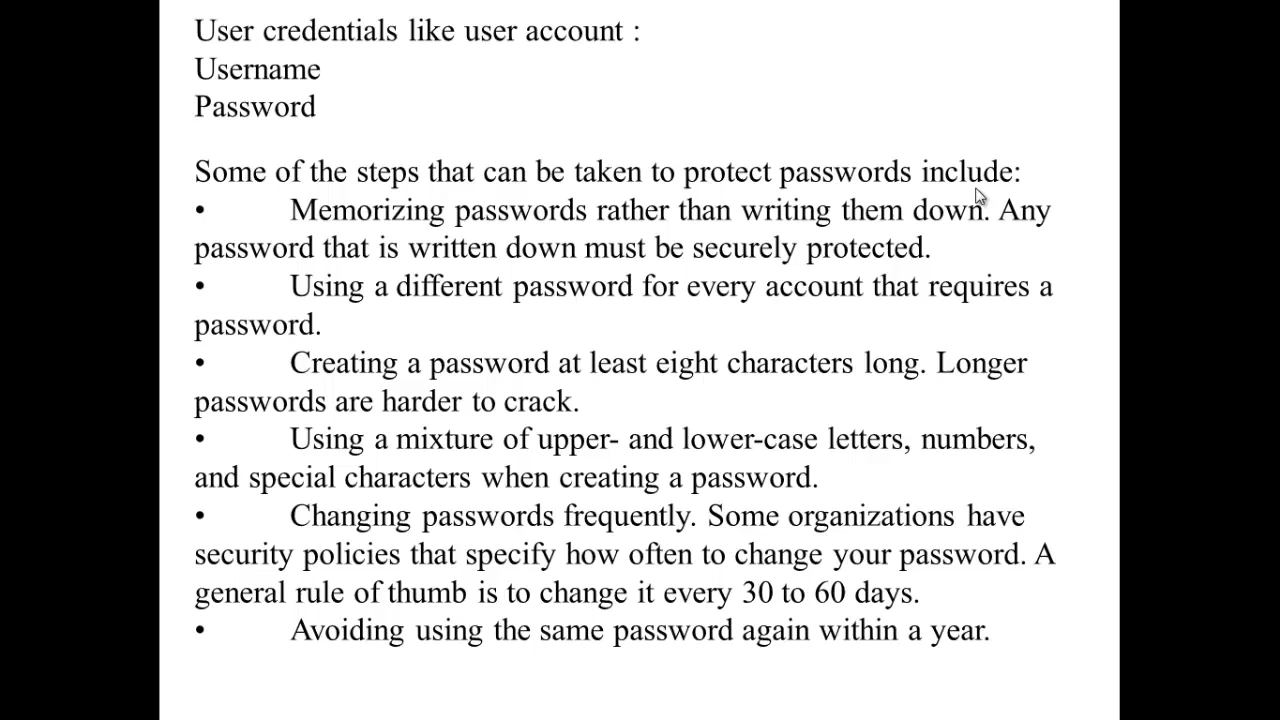 User credentials like user account :
Username
Password
Some of the steps that can be taken to protect passwords include:
• Memorizing passwords rather than writing them down. Any
password that is written down must be securely protected.
• Using a different password for every account that requires a
password.
• Creating a password at least eight characters long. Longer
passwords are harder to crack.
• Using a mixture of upper- and lower-case letters, numbers,
and special characters when creating a password.
• Changing passwords frequently. Some organizations have
security policies that specify how often to change your password. A
general rule of thumb is to change it every 30 to 60 days.
• Avoiding using the same password again within a year.